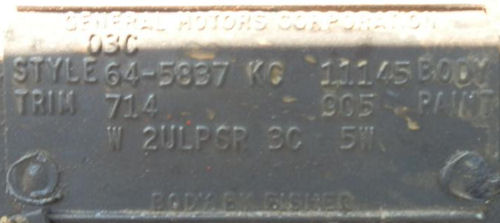 GENERAL MOTORS CORPORATION
03C
STYLE 64-5837 KC 11145 BODY
TRIM 714 905 PAINT
W 2ULPGR 3C 5W
BODY BY FISHER